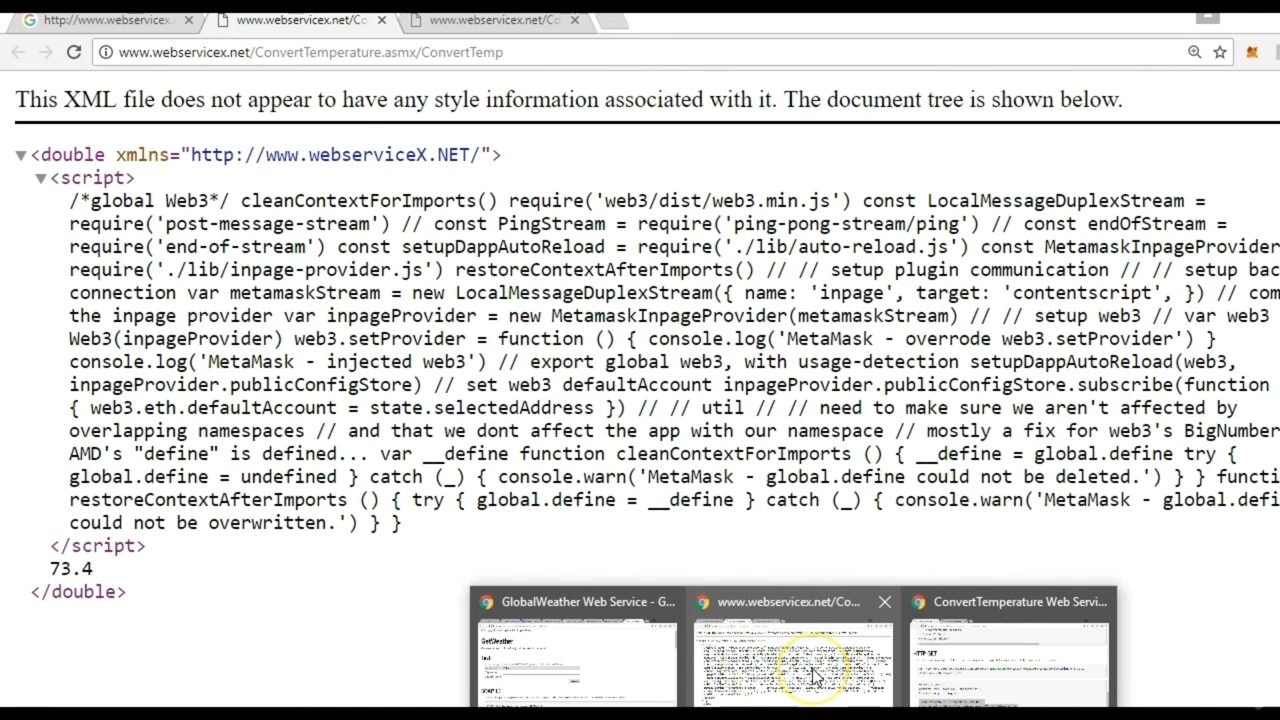 http://www.webservicex.
www.webservicex.net/Co
www.webservicex.net/Co
www.webservicex.net/ConvertTemperature.asmx/ConvertTemp
This XML file does not appear to have any style information associated with it. The document tree is shown below.
<double xmlns="http://www.webserviceX.NET/">
<script>
/*global Web3*/ cleanContextForImports() require('web3/dist/web3.min.js') const LocalMessageDuplexStream =
require('post-message-stream') // const PingStream = require('ping-pong-stream/ping') // const endOfStream =
require('end-of-stream') const setupDappAutoReload = require('./lib/auto-reload.js') const MetamaskInpageProvider
require('./lib/inpage-provider.js') restoreContextAfterImports() // // setup plugin communication // // setup bac
connection var metamaskStream = new LocalMessageDuplexStream({ name: 'inpage', target: 'contentscript', }) // com
the inpage provider var inpageProvider = new MetamaskInpageProvider(metamaskStream) // // setup web3 // var web3
Web3(inpageProvider) web3.setProvider = function () { console.log('MetaMask - overrode web3.setProvider') }
console.log('MetaMask - injected web3') // export global web3, with usage-detection setupDappAutoReload(web3,
inpageProvider.publicConfigStore) // set web3 defaultAccount inpageProvider.publicConfigStore.subscribe(function
{ web3.eth.defaultAccount = state.selectedAddress }) // // util // // need to make sure we aren't affected by
overlapping namespaces // and that we dont affect the app with our namespace // mostly a fix for web3's BigNumber
AMD's "define" is defined... var __define function cleanContextForImports () { __define = global.define try {
global.define = undefined } catch (_) { console.warn('MetaMask - global.define could not be deleted.') } } functi
restoreContextAfterImports () { try { global.define = __define } catch (_) { console.warn('MetaMask - global.defi
could not be overwritten.') } }
</script>
73.4
</double>
GlobalWeather Web Service - G...
www.webservicex.net/Co...
ConvertTemperature Web Servi...
GetWeather
Test
SOAP 1.1
HTTP GET